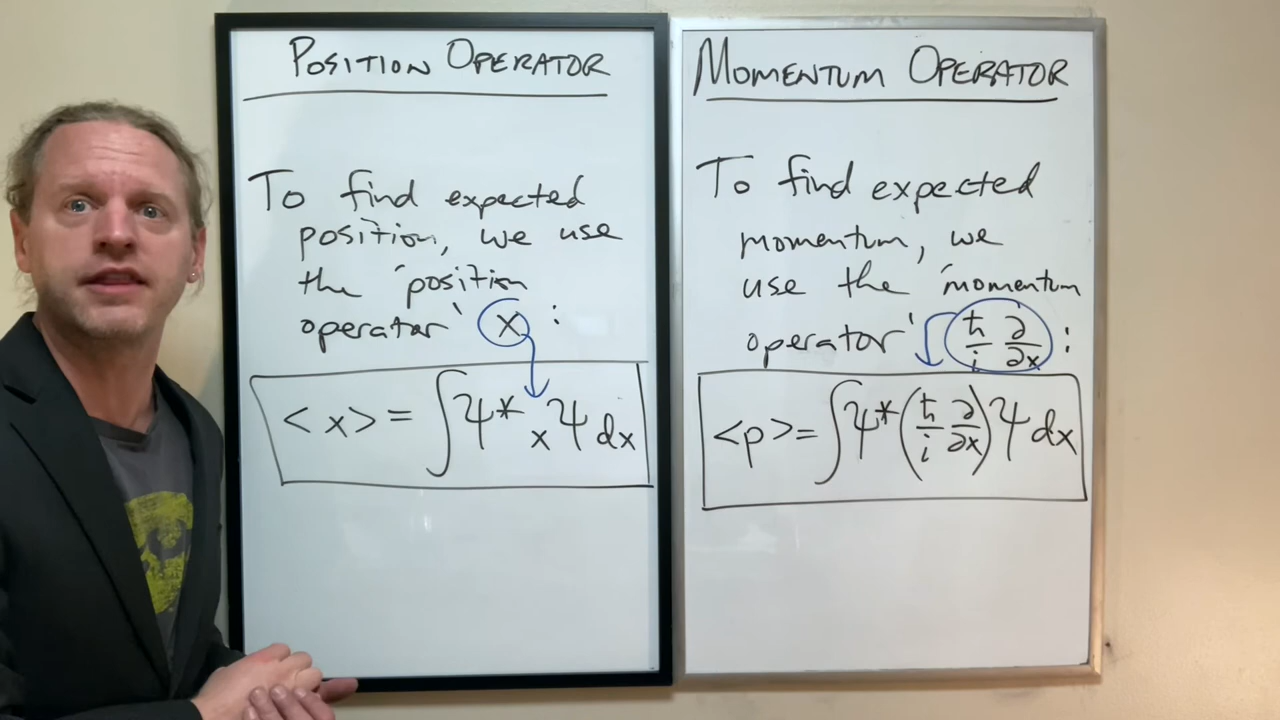 POSITION OPERATOR
To find expected
position, we use
the 'position
operator' x :
<x> = ∫Ψ* x Ψ dx
MOMENTUM OPERATOR
To find expected
momentum, we
use the 'momentum
operator' ħ/i ∂/∂x :
<p> = ∫Ψ* (ħ/i ∂/∂x) Ψ dx